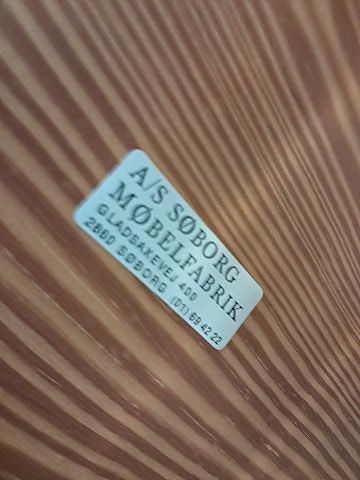 A/S SØBORG
MØBELFABRIK
GLADSAXEVEJ 400
2860 SØBORG (01) 69 42 22